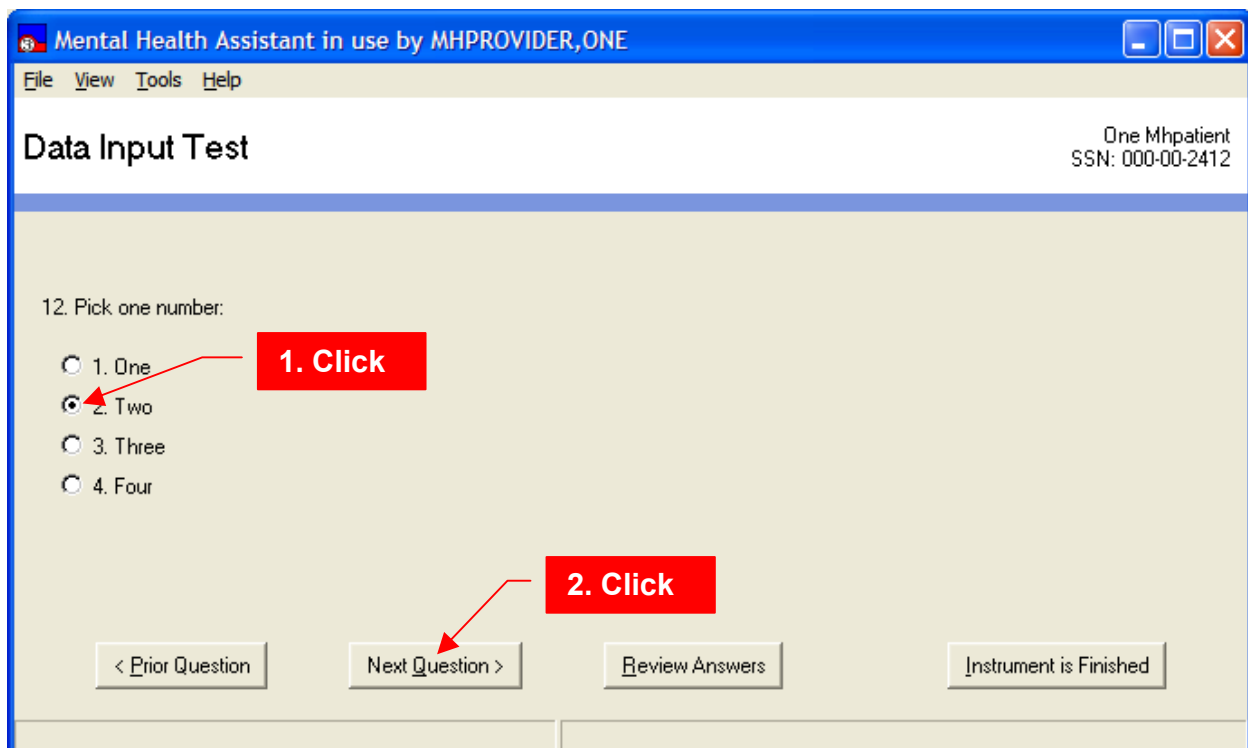 Mental Health Assistant in use by MHPROVIDER,ONE
File View Tools Help
Data Input Test
One Mhpatient
SSN: 000-00-2412
12. Pick one number:
1. One
1. Click
2. Two
3. Three
4. Four
2. Click
< Prior Question Next Question > Review Answers Instrument is Finished